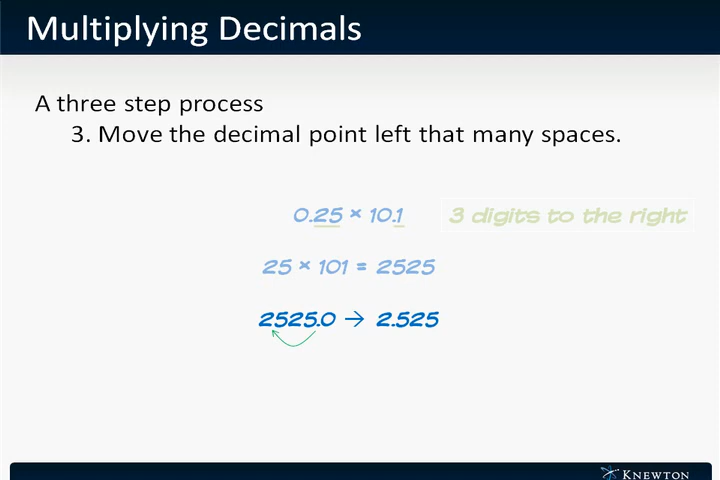 Multiplying Decimals
A three step process
3. Move the decimal point left that many spaces.
0.25 × 10.1 3 digits to the right
25 × 101 = 2525
2525.0 → 2.525
KNEWTON